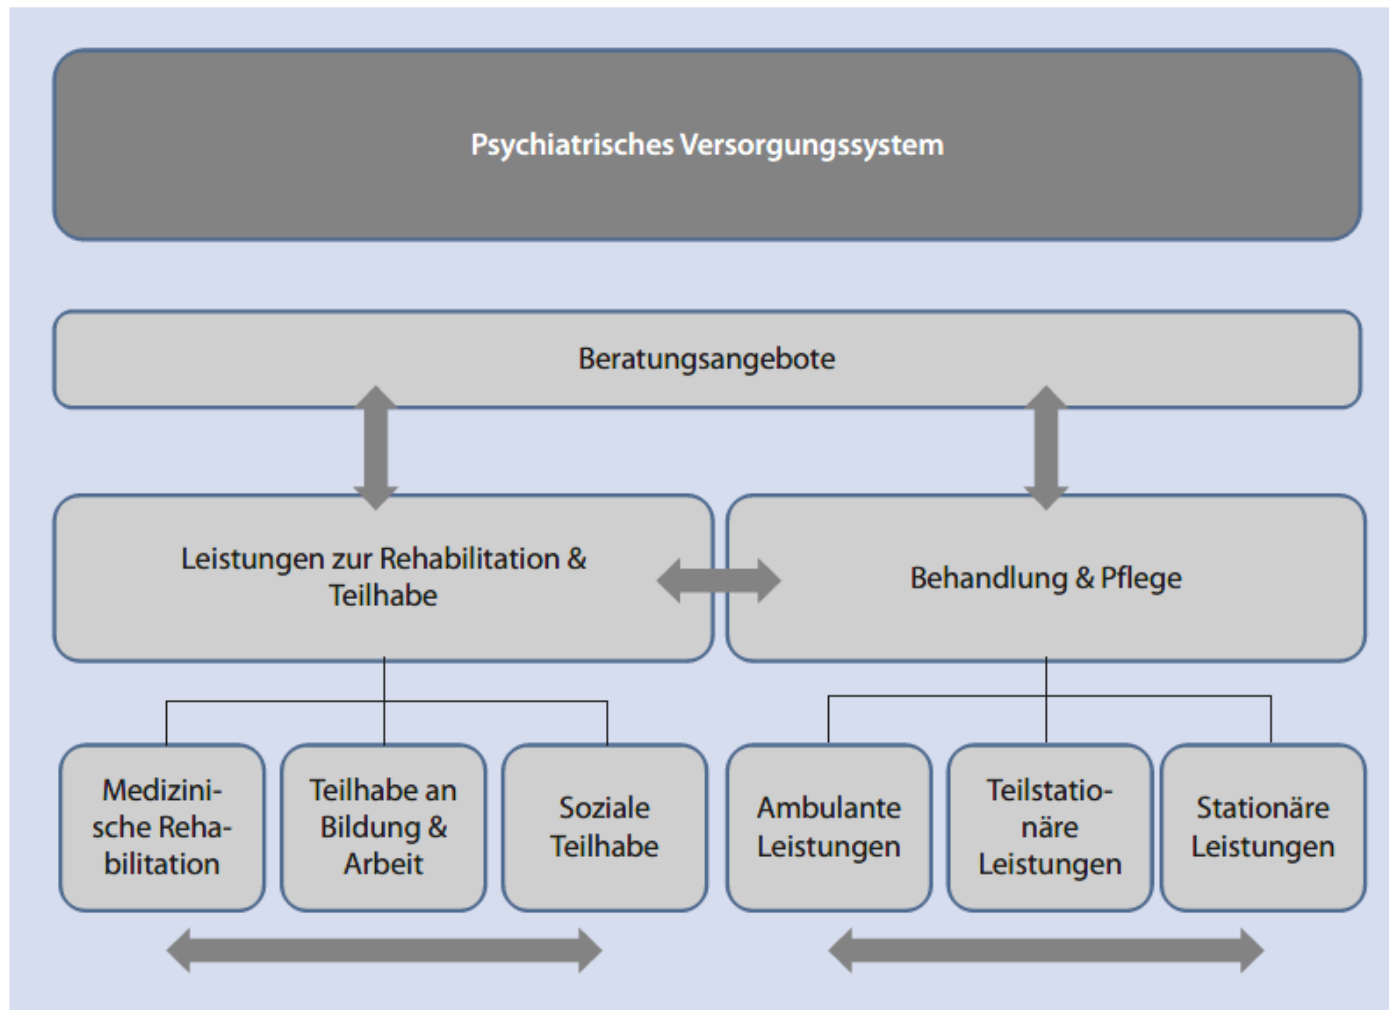 Psychiatrisches Versorgungssystem
Beratungsangebote
Leistungen zur Rehabilitation &
Teilhabe
Behandlung & Pflege
Medizini-
sche Reha-
bilitation
Teilhabe an
Bildung &
Arbeit
Soziale
Teilhabe
Ambulante
Leistungen
Teilstatio-
näre
Leistungen
Stationäre
Leistungen